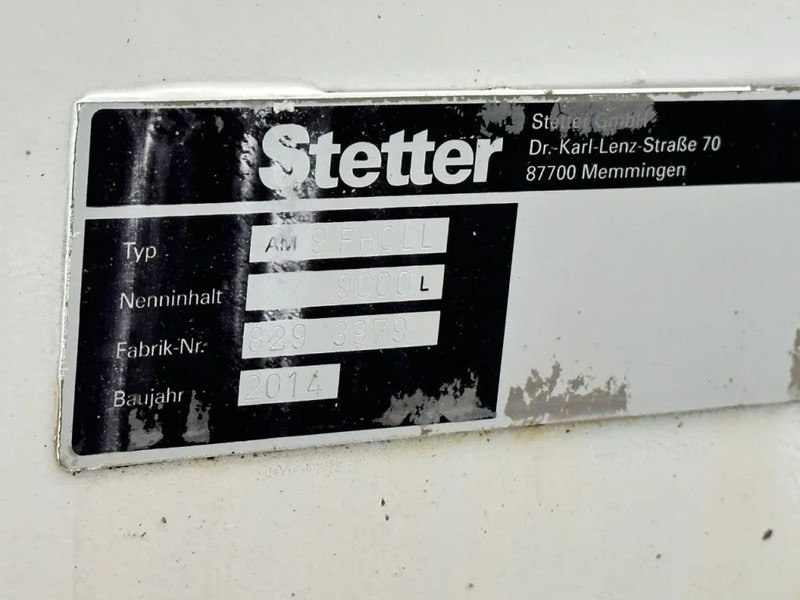 Stetter
Stetter GmbH
Dr.-Karl-Lenz-Straße 70
87700 Memmingen
Typ AM 9 FHCLL
Nenninhalt 9000 L
Fabrik-Nr. 829 3979
Baujahr 2014